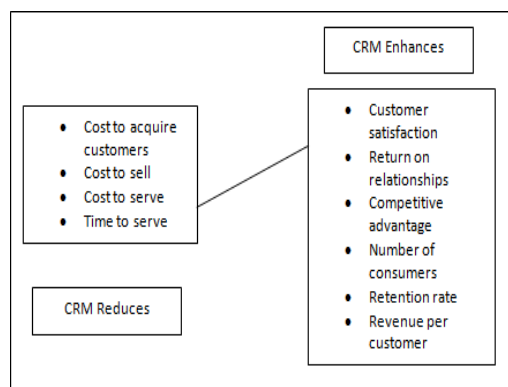 CRM Enhances
• Cost to acquire
customers
• Cost to sell
• Cost to serve
• Time to serve
CRM Reduces
• Customer
satisfaction
• Return on
relationships
• Competitive
advantage
• Number of
consumers
• Retention rate
• Revenue per
customer